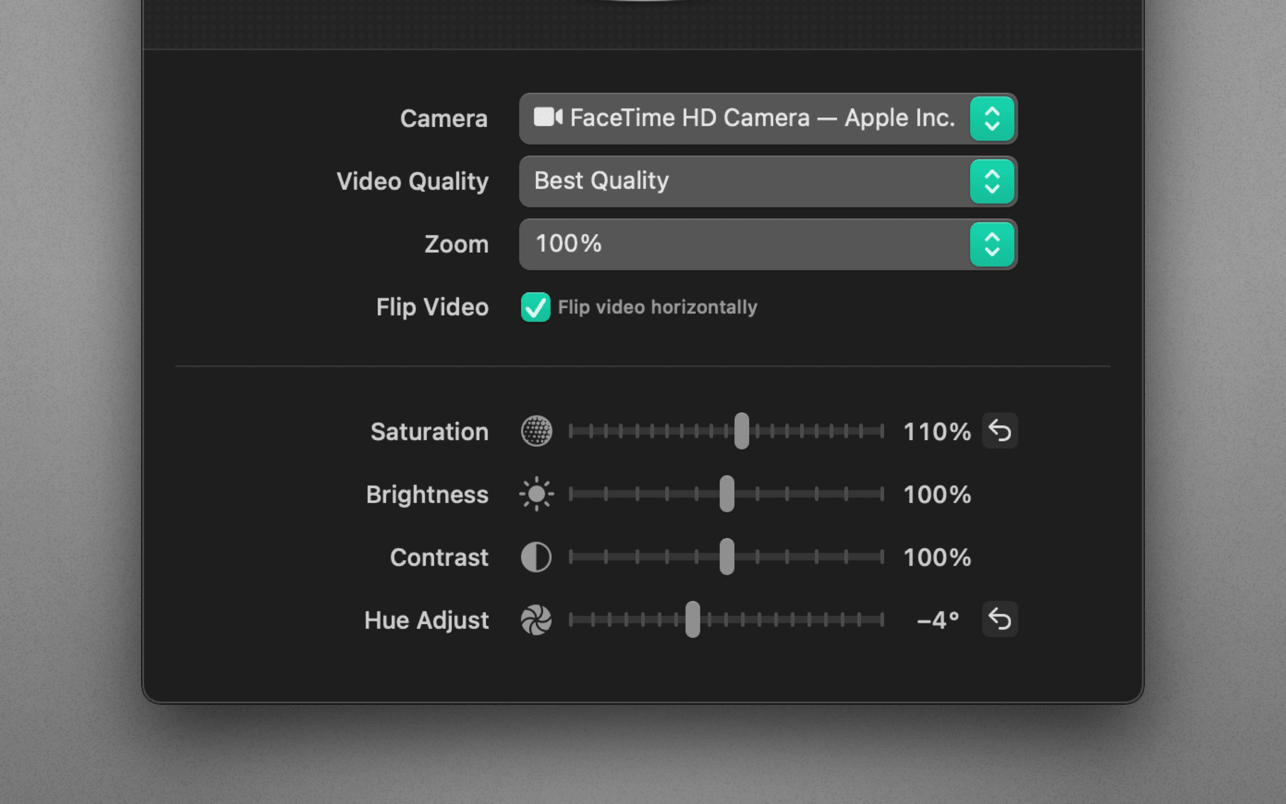 Camera FaceTime HD Camera — Apple Inc.
Video Quality Best Quality
Zoom 100%
Flip Video Flip video horizontally
Saturation 110%
Brightness 100%
Contrast 100%
Hue Adjust −4°